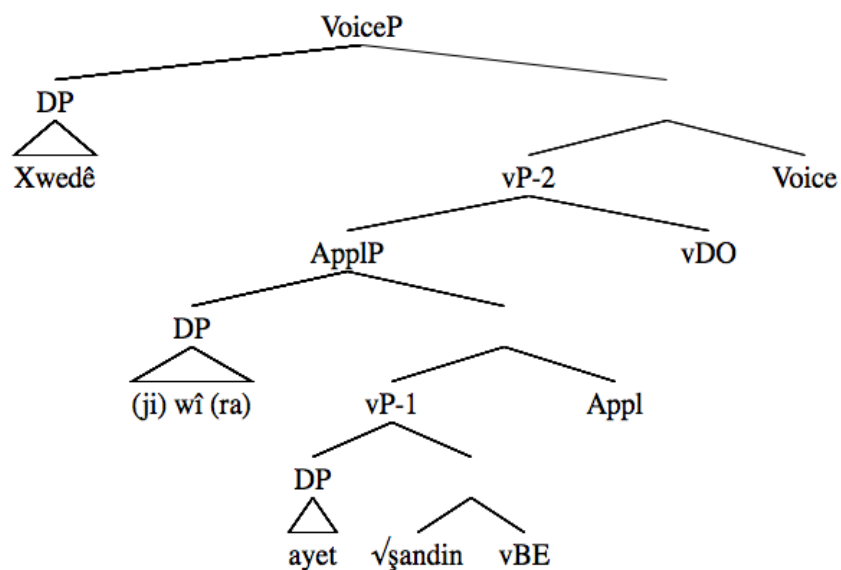 VoiceP
DP
Xwedê
vP-2 Voice
ApplP vDO
DP
(ji) wî (ra) vP-1 Appl
DP
ayet √şandin vBE